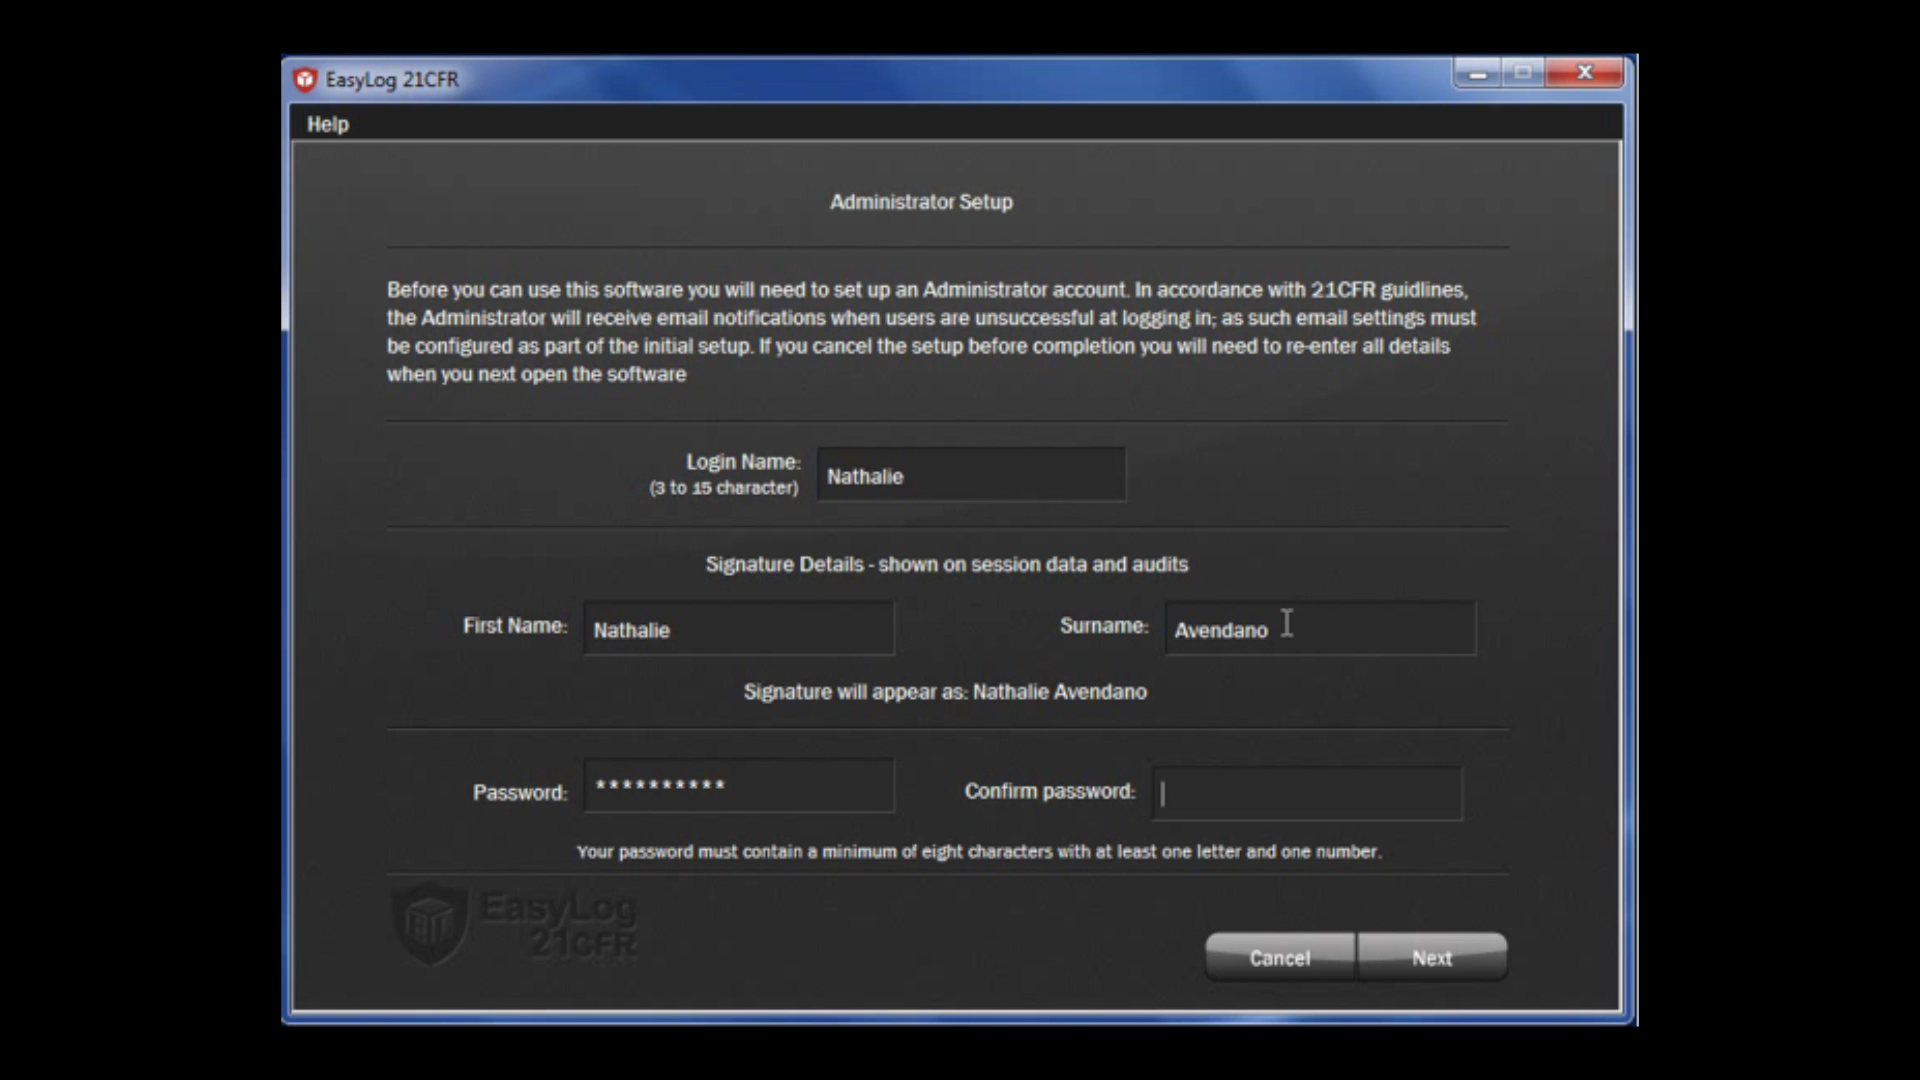 EasyLog 21CFR
Help
Administrator Setup
Before you can use this software you will need to set up an Administrator account. In accordance with 21CFR guidlines,
the Administrator will receive email notifications when users are unsuccessful at logging in; as such email settings must
be configured as part of the initial setup. If you cancel the setup before completion you will need to re-enter all details
when you next open the software
Login Name: Nathalie
(3 to 15 character)
Signature Details - shown on session data and audits
First Name: Nathalie Surname: Avendano
Signature will appear as: Nathalie Avendano
Password: ********** Confirm password:
Your password must contain a minimum of eight characters with at least one letter and one number.
EasyLog
21CFR
Cancel Next